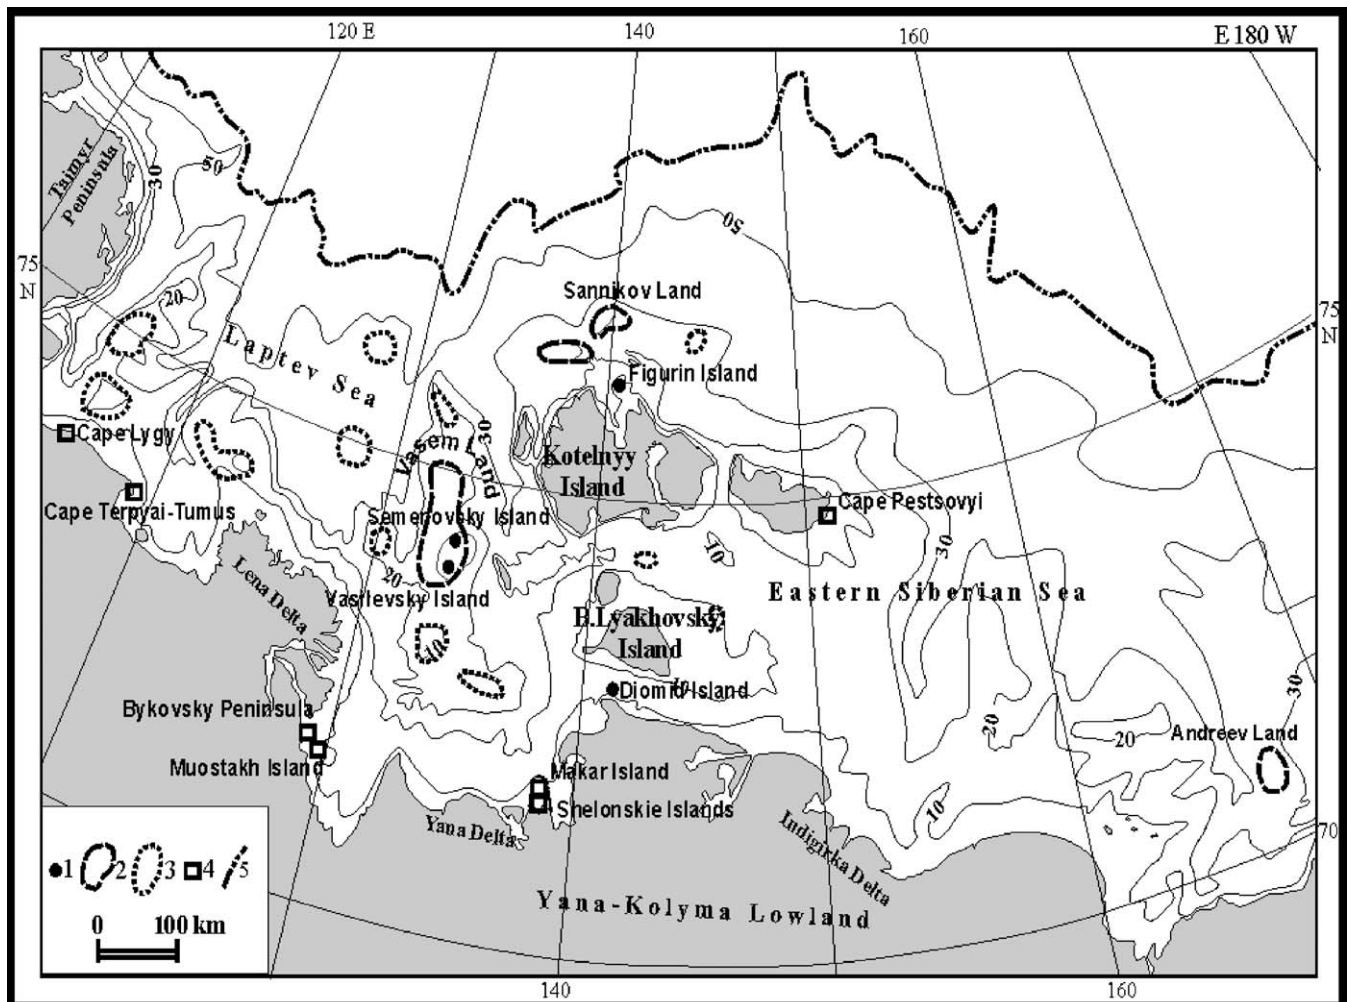 120 E
140
160
E 180 W
Taimyr
Peninsula
30
50
50
75
N
20
Sannikov Land
75
N
Laptev Sea
Figurin Island
30
Cape Lygy
Vasem Land
Kotelnyy
Island
Cape Terpyai-Tumus
Semenovsky Island
Cape Pestsovyi
10
30
20
Lena Delta
Vasilevsky Island
Eastern Siberian Sea
B.Lyakhovsky
Island
10
Diomid Island
30
Bykovsky Peninsula
20
20
Andreev Land
Muostakh Island
Makar Island
Shelonskie Islands
10
Yana Delta
Indigirka Delta
70
1 2 3 4 5
Yana-Kolyma Lowland
0 100 km
140
160